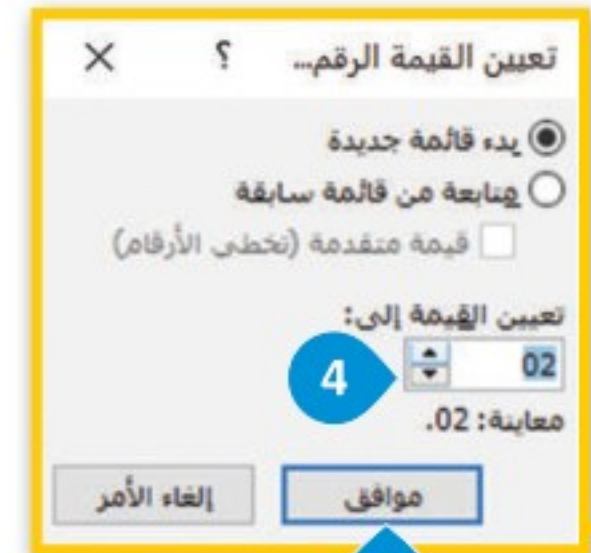 تعيين القيمة الرقم... ؟ ×
بدء قائمة جديدة
متابعة من قائمة سابقة
قيمة متقدمة (تخطى الأرقام)
تعيين القيمة إلى:
02
4
معاينة: 02.
موافق
إلغاء الأمر